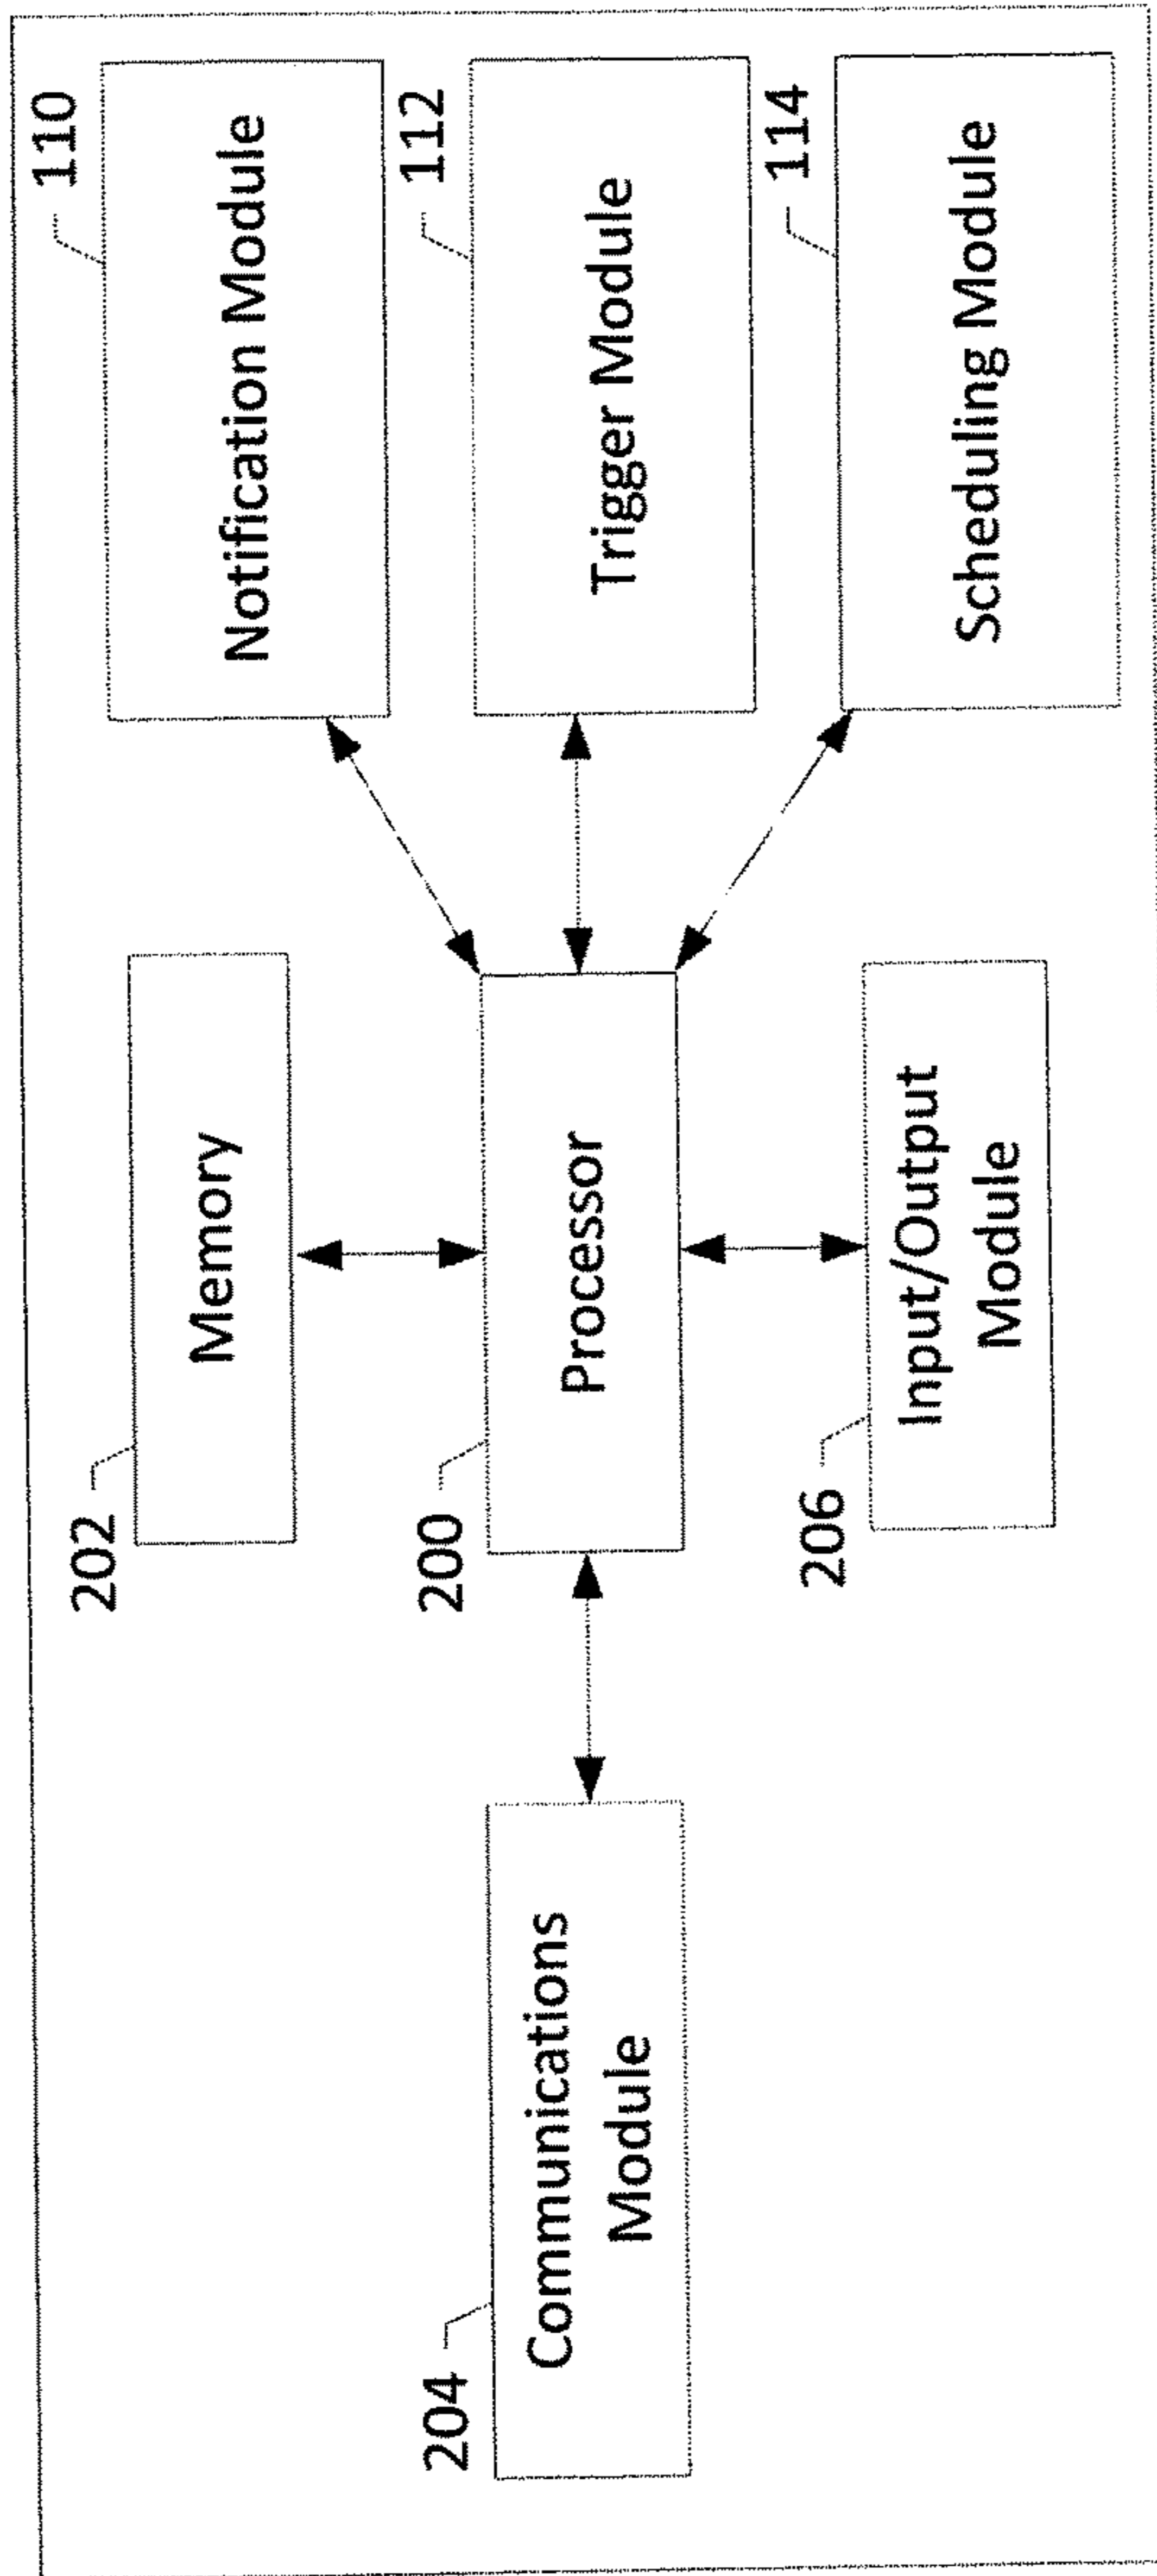 202
Memory
110
Notification Module
204
Communications
Module
200
Processor
112
Trigger Module
206
Input/Output
Module
114
Scheduling Module